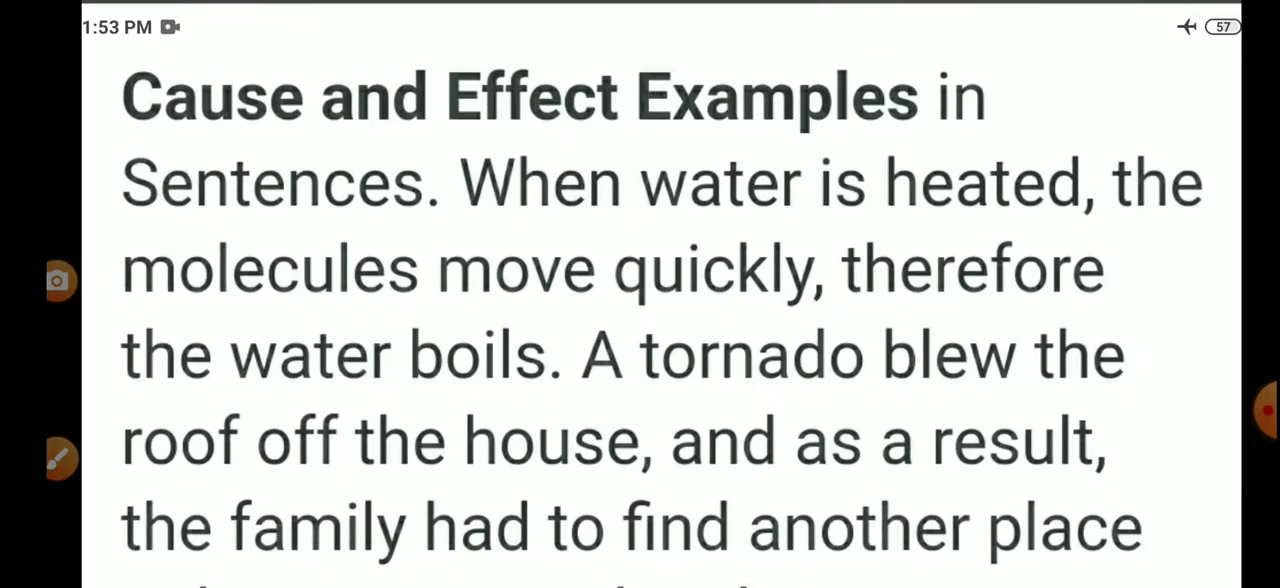 1:53 PM
57
Cause and Effect Examples in
Sentences. When water is heated, the
molecules move quickly, therefore
the water boils. A tornado blew the
roof off the house, and as a result,
the family had to find another place